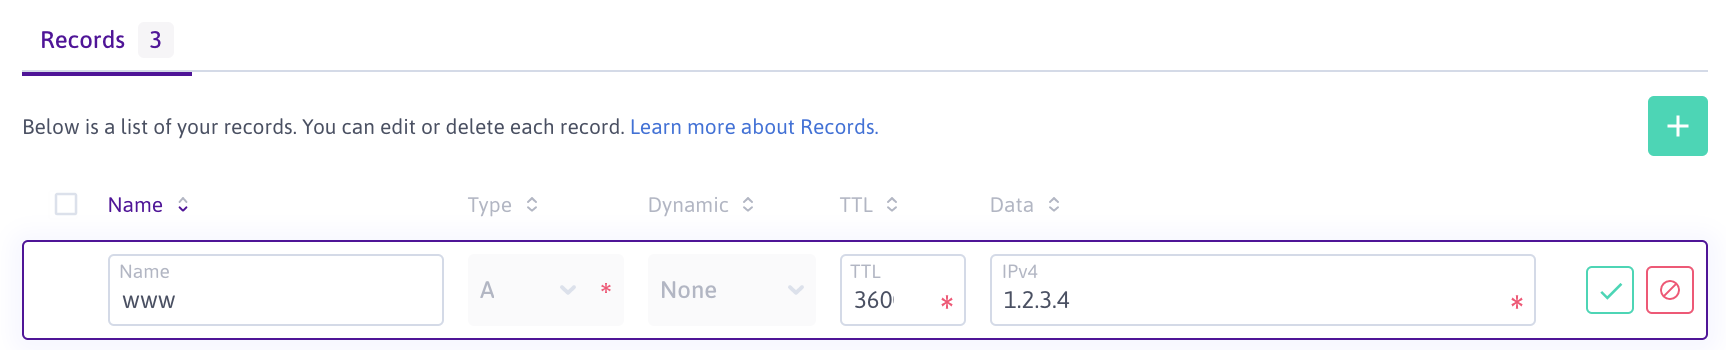 Records 3
Below is a list of your records. You can edit or delete each record. Learn more about Records.
Name Type Dynamic TTL Data
Name TTL IPv4
www A * None 360 * 1.2.3.4 *